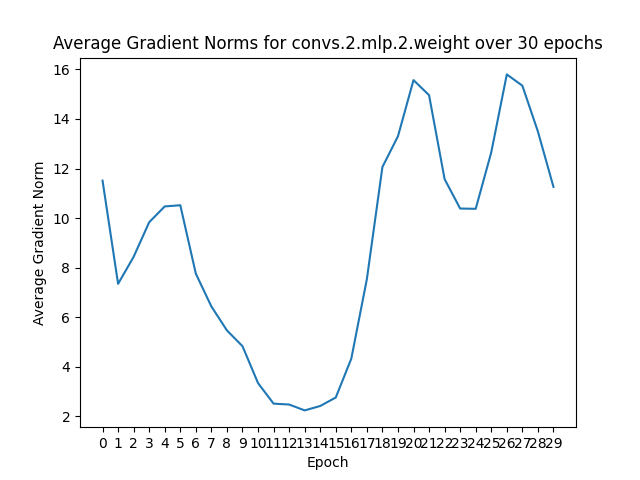 Average Gradient Norms for convs.2.mlp.2.weight over 30 epochs
16
14
12
10
8
6
4
2
Average Gradient Norm
0 1 2 3 4 5 6 7 8 9 10 11 12 13 14 15 16 17 18 19 20 21 22 23 24 25 26 27 28 29
Epoch